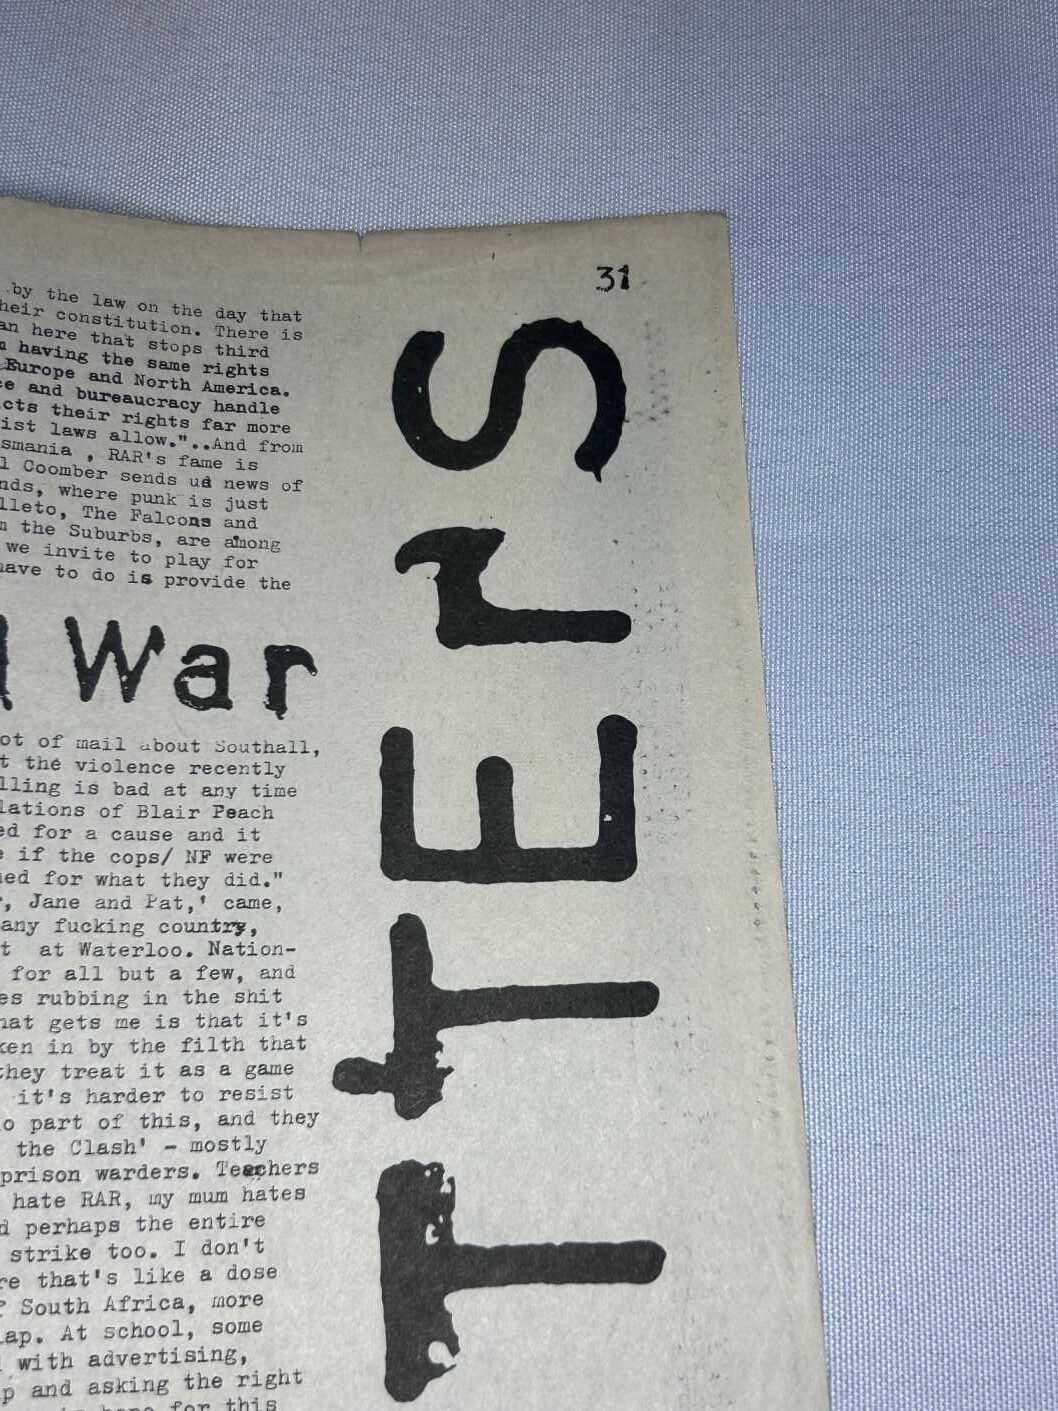 31
by the law on the day that
heir constitution. There is
an here that stops third
having the same rights
Europe and North America.
and bureaucracy handle
cts their rights far more
ist laws allow."..And from
smania , RAR's fame is
l Coomber sends us news of
nds, where punk is just
lleto, The Falcons and
m the Suburbs, are among
we invite to play for
have to do is provide the
War
ot of mail about Southall,
t the violence recently
lling is bad at any time
lations of Blair Peach
ed for a cause and it
if the cops/ NF were
ned for what they did."
, Jane and Pat,' came,
any fucking country,
t at Waterloo. Nation-
for all but a few, and
es rubbing in the shit
hat gets me is that it's
ken in by the filth that
they treat it as a game
it's harder to resist
o part of this, and they
the Clash' - mostly
prison warders. Teachers
hate RAR, my mum hates
d perhaps the entire
strike too. I don't
re that's like a dose
South Africa, more
lap. At school, some
with advertising,
p and asking the right
for this
TTErS